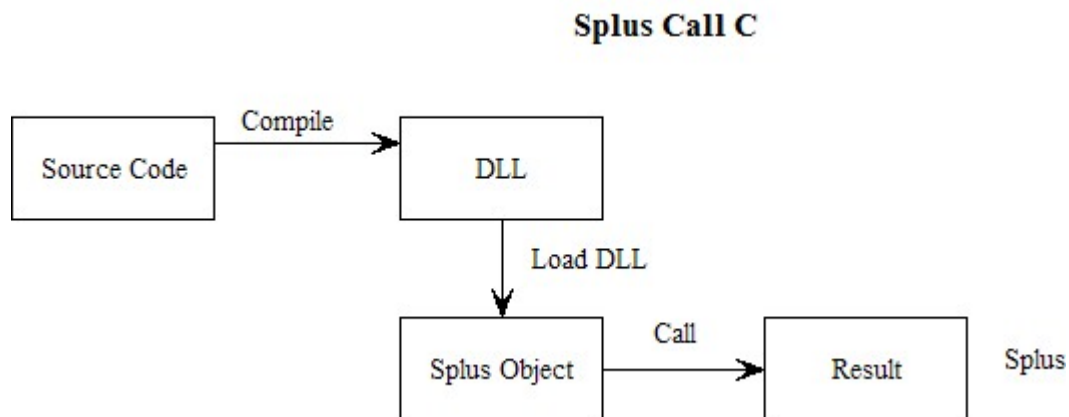 Splus Call C
Compile
Source Code
DLL
Load DLL
Call
Splus Object
Result
Splus